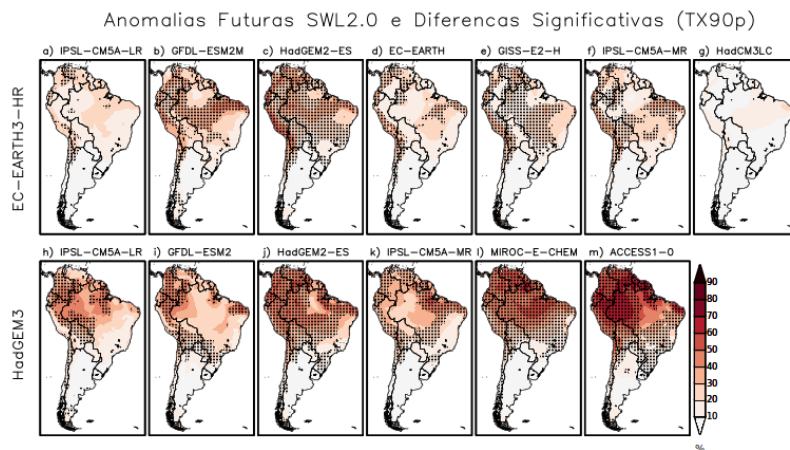 Anomalias Futuras SWL2.0 e Diferencas Significativas (TX90p)
a) IPSL-CM5A-LR b) GFDL-ESM2M c) HadGEM2-ES d) EC-EARTH e) GISS-E2-H f) IPSL-CM5A-MR g) HadCM3LC
EC-EARTH3-HR
h) IPSL-CM5A-LR i) GFDL-ESM2 j) HadGEM2-ES k) IPSL-CM5A-MR l) MIROC-E-CHEM m) ACCESS1-0
HadGEM3
90
80
70
60
50
40
30
20
10
%